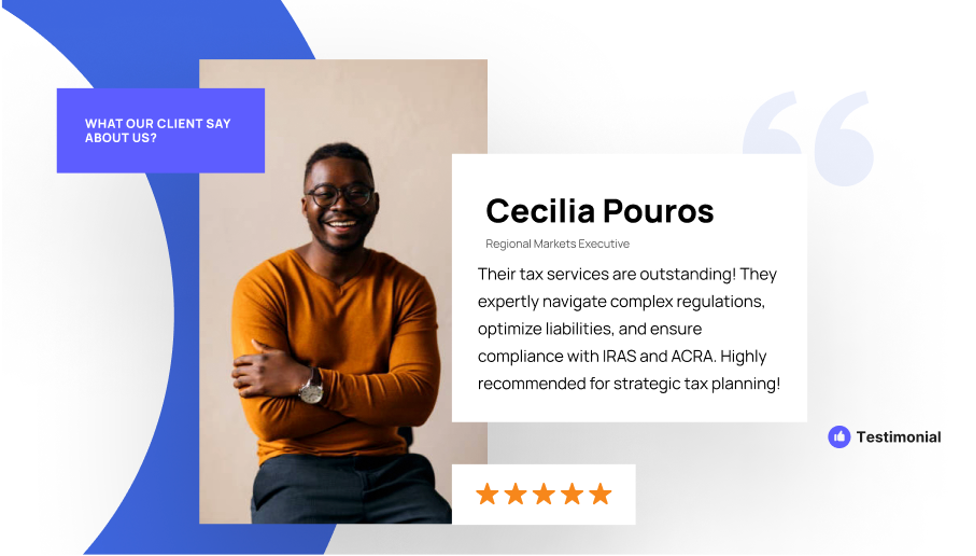 WHAT OUR CLIENT SAY
ABOUT US?
Cecilia Pouros
Regional Markets Executive
Their tax services are outstanding! They
expertly navigate complex regulations,
optimize liabilities, and ensure
compliance with IRAS and ACRA. Highly
recommended for strategic tax planning!
Testimonial